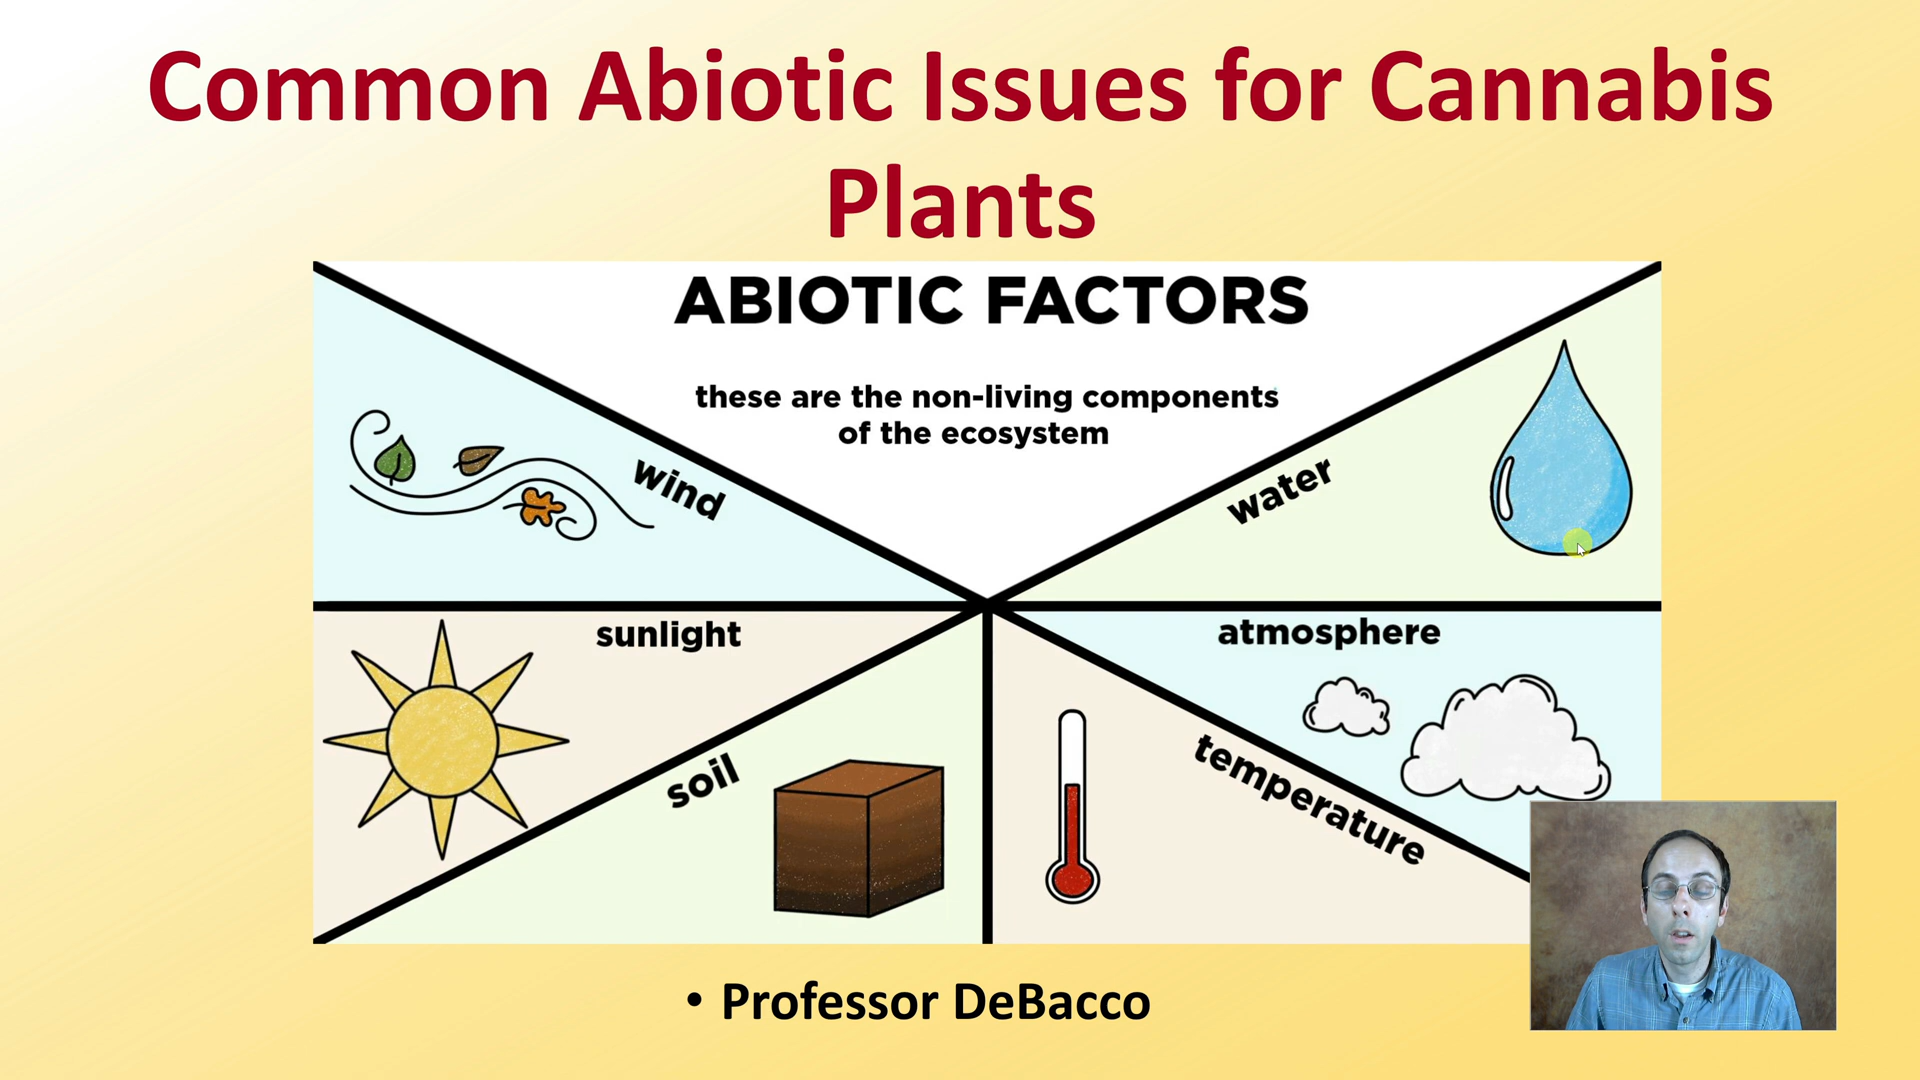 Common Abiotic Issues for Cannabis
Plants
ABIOTIC FACTORS
these are the non-living components
of the ecosystem
wind
water
sunlight
atmosphere
soil
temperature
• Professor DeBacco